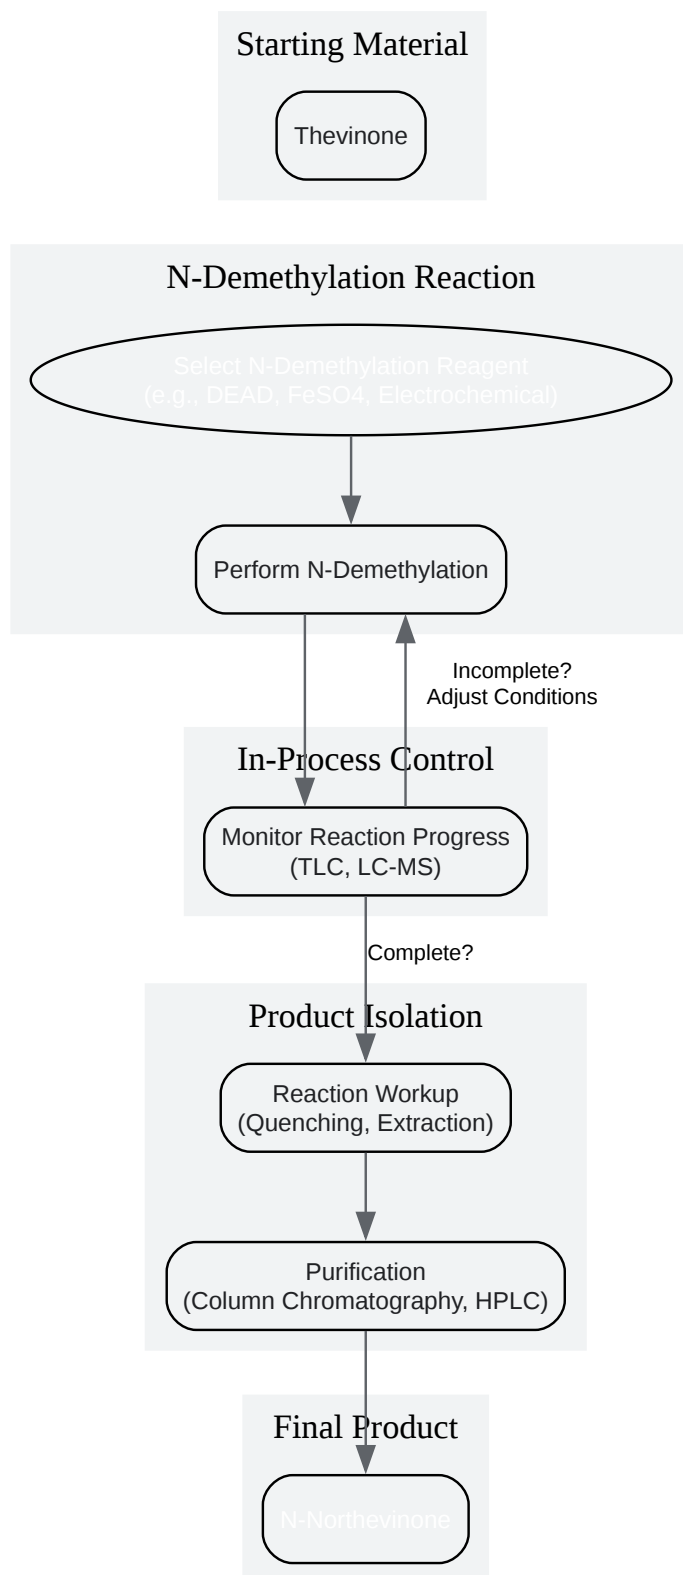 Starting Material
Thevinone
N-Demethylation Reaction
Select N-Demethylation Reagent
(e.g., DEAD, FeSO4, Electrochemical)
Perform N-Demethylation
Incomplete?
Adjust Conditions
In-Process Control
Monitor Reaction Progress
(TLC, LC-MS)
Complete?
Product Isolation
Reaction Workup
(Quenching, Extraction)
Purification
(Column Chromatography, HPLC)
Final Product
N-Northevinone